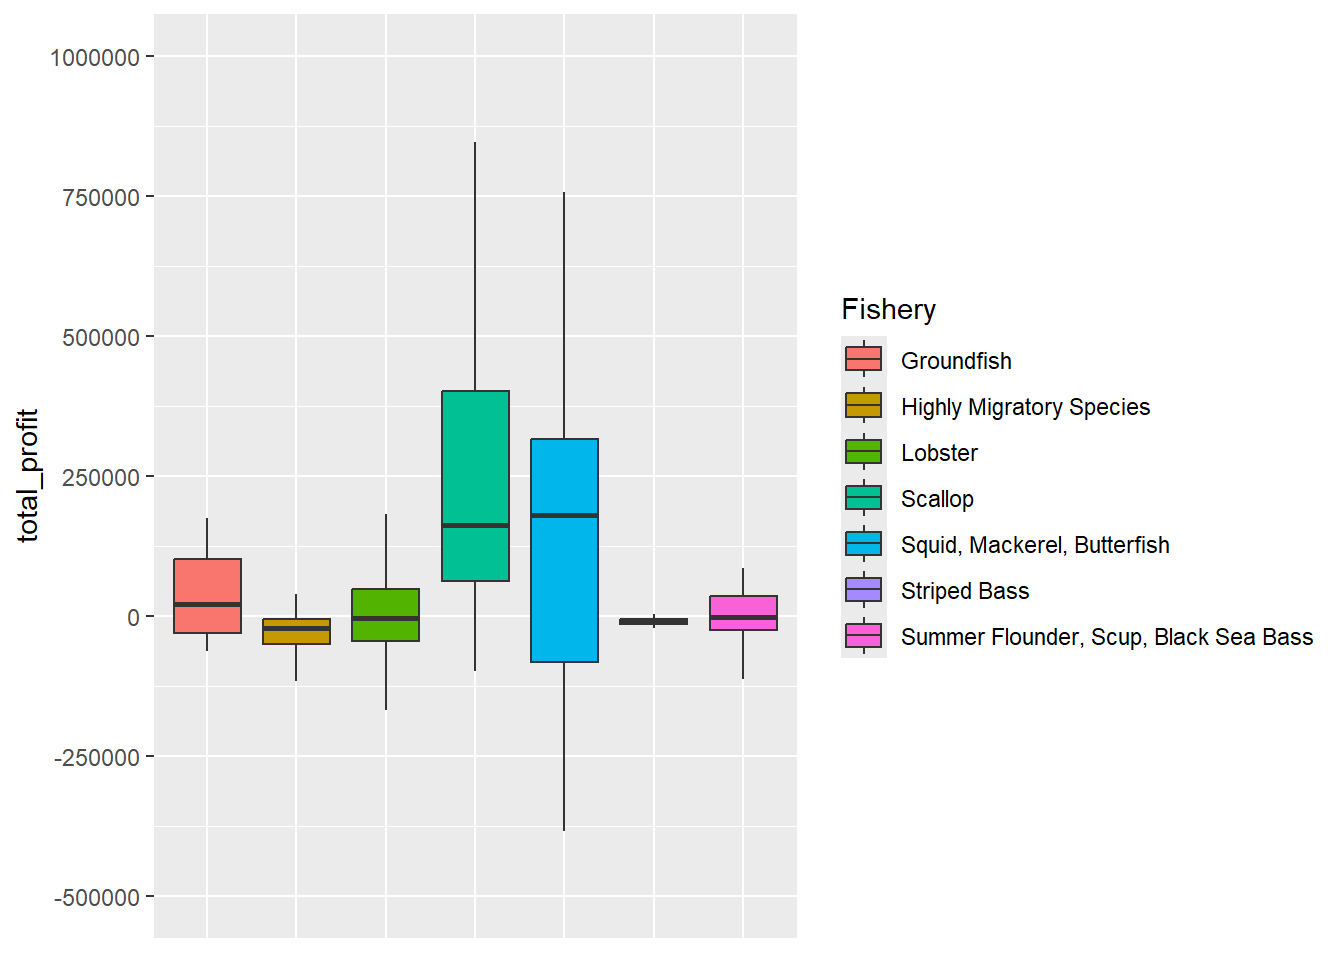 1000000
750000
500000
250000
0
-250000
-500000
total_profit
Fishery
Groundfish
Highly Migratory Species
Lobster
Scallop
Squid, Mackerel, Butterfish
Striped Bass
Summer Flounder, Scup, Black Sea Bass